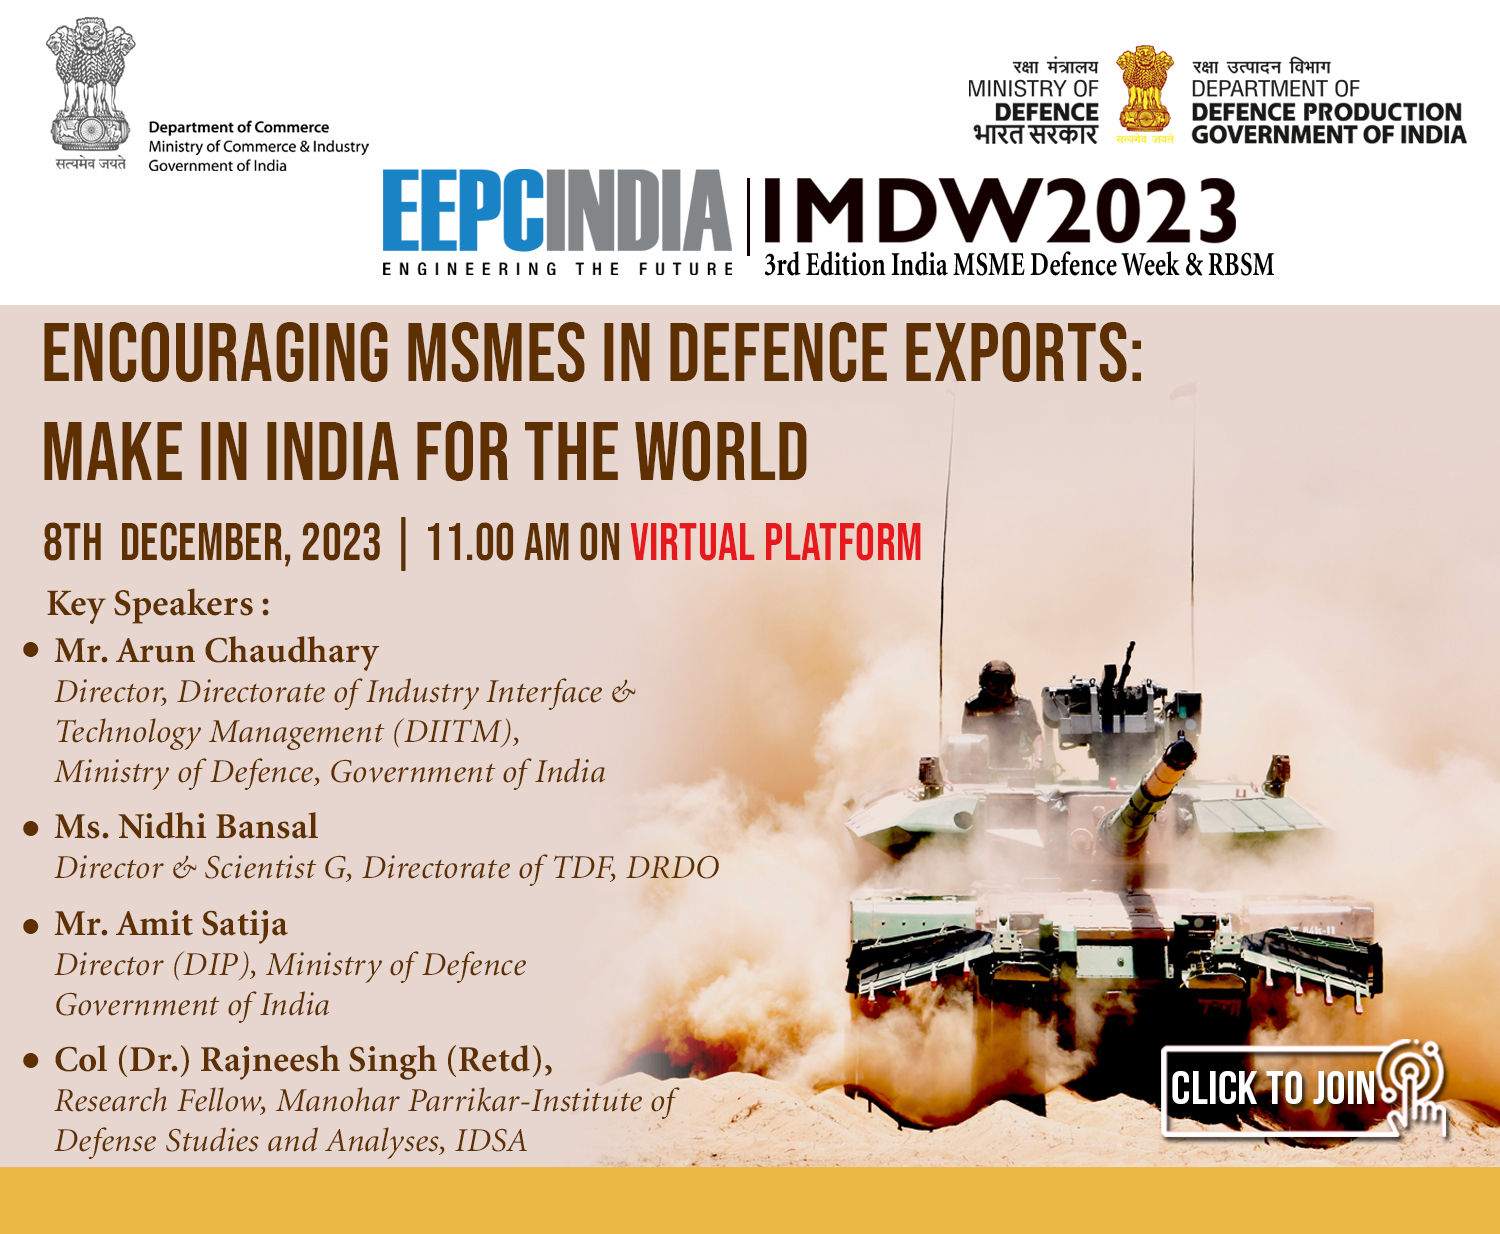 सत्यमेव जयते
Department of Commerce
Ministry of Commerce & Industry
Government of India
रक्षा मंत्रालय
MINISTRY OF
DEFENCE
भारत सरकार
सत्यमेव जयते
रक्षा उत्पादन विभाग
DEPARTMENT OF
DEFENCE PRODUCTION
GOVERNMENT OF INDIA
EEPCINDIA
ENGINEERING THE FUTURE
IMDW2023
3rd Edition India MSME Defence Week & RBSM
ENCOURAGING MSMES IN DEFENCE EXPORTS:
MAKE IN INDIA FOR THE WORLD
8TH DECEMBER, 2023 | 11.00 AM ON VIRTUAL PLATFORM
Key Speakers :
• Mr. Arun Chaudhary
Director, Directorate of Industry Interface &
Technology Management (DIITM),
Ministry of Defence, Government of India
• Ms. Nidhi Bansal
Director & Scientist G, Directorate of TDF, DRDO
• Mr. Amit Satija
Director (DIP), Ministry of Defence
Government of India
• Col (Dr.) Rajneesh Singh (Retd),
Research Fellow, Manohar Parrikar-Institute of
Defense Studies and Analyses, IDSA
Mk-II
CLICK TO JOIN